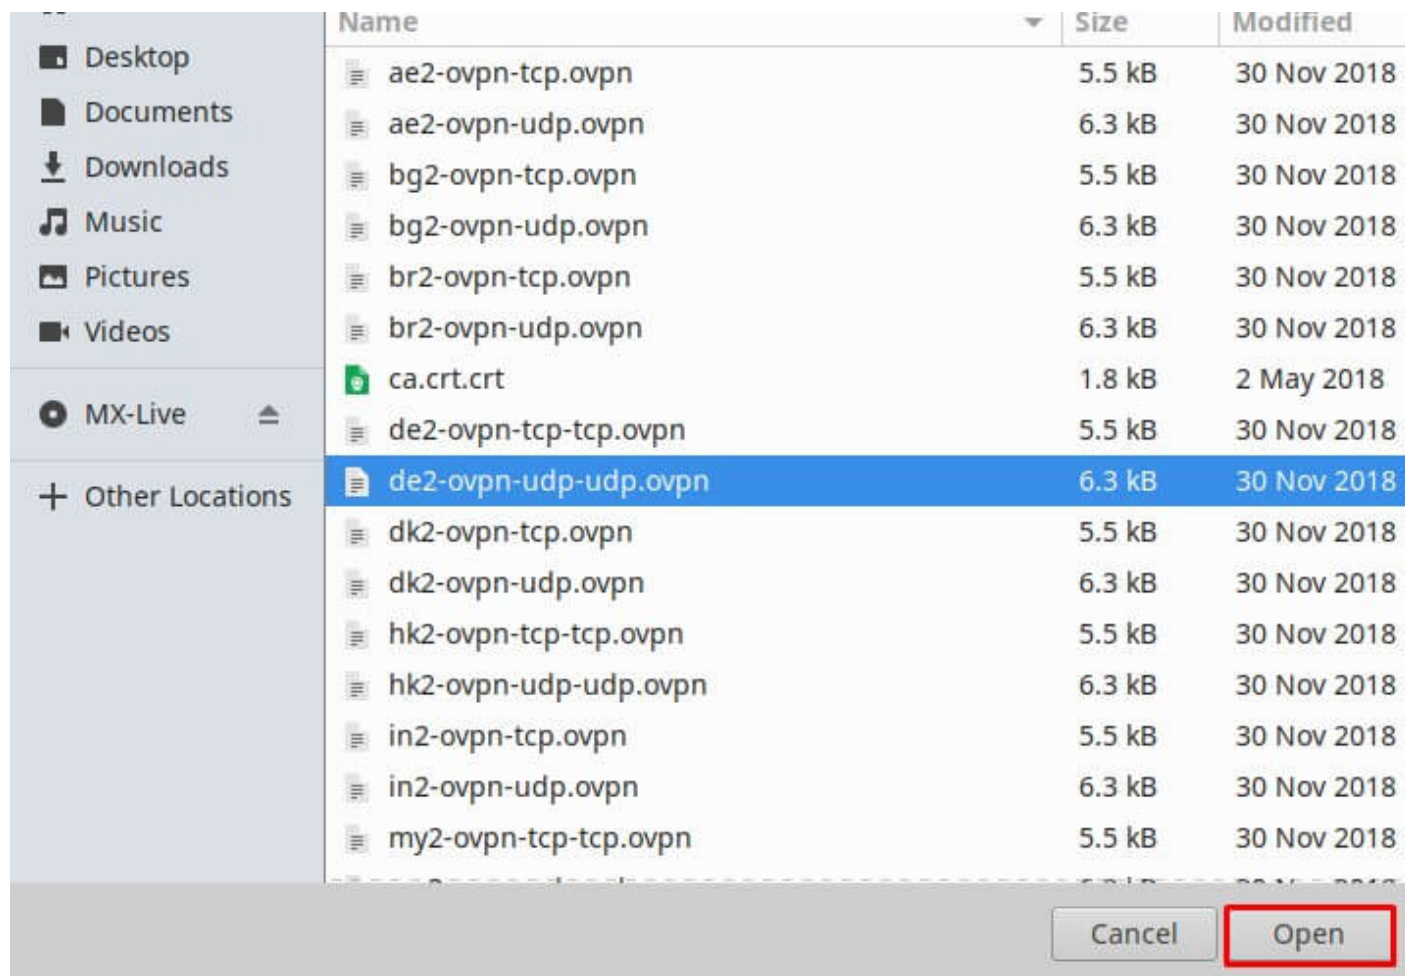 Name Size Modified
Desktop
Documents
Downloads
Music
Pictures
Videos
MX-Live
Other Locations
ae2-ovpn-tcp.ovpn 5.5 kB 30 Nov 2018
ae2-ovpn-udp.ovpn 6.3 kB 30 Nov 2018
bg2-ovpn-tcp.ovpn 5.5 kB 30 Nov 2018
bg2-ovpn-udp.ovpn 6.3 kB 30 Nov 2018
br2-ovpn-tcp.ovpn 5.5 kB 30 Nov 2018
br2-ovpn-udp.ovpn 6.3 kB 30 Nov 2018
ca.crt.crt 1.8 kB 2 May 2018
de2-ovpn-tcp-tcp.ovpn 5.5 kB 30 Nov 2018
de2-ovpn-udp-udp.ovpn 6.3 kB 30 Nov 2018
dk2-ovpn-tcp.ovpn 5.5 kB 30 Nov 2018
dk2-ovpn-udp.ovpn 6.3 kB 30 Nov 2018
hk2-ovpn-tcp-tcp.ovpn 5.5 kB 30 Nov 2018
hk2-ovpn-udp-udp.ovpn 6.3 kB 30 Nov 2018
in2-ovpn-tcp.ovpn 5.5 kB 30 Nov 2018
in2-ovpn-udp.ovpn 6.3 kB 30 Nov 2018
my2-ovpn-tcp-tcp.ovpn 5.5 kB 30 Nov 2018
Cancel Open